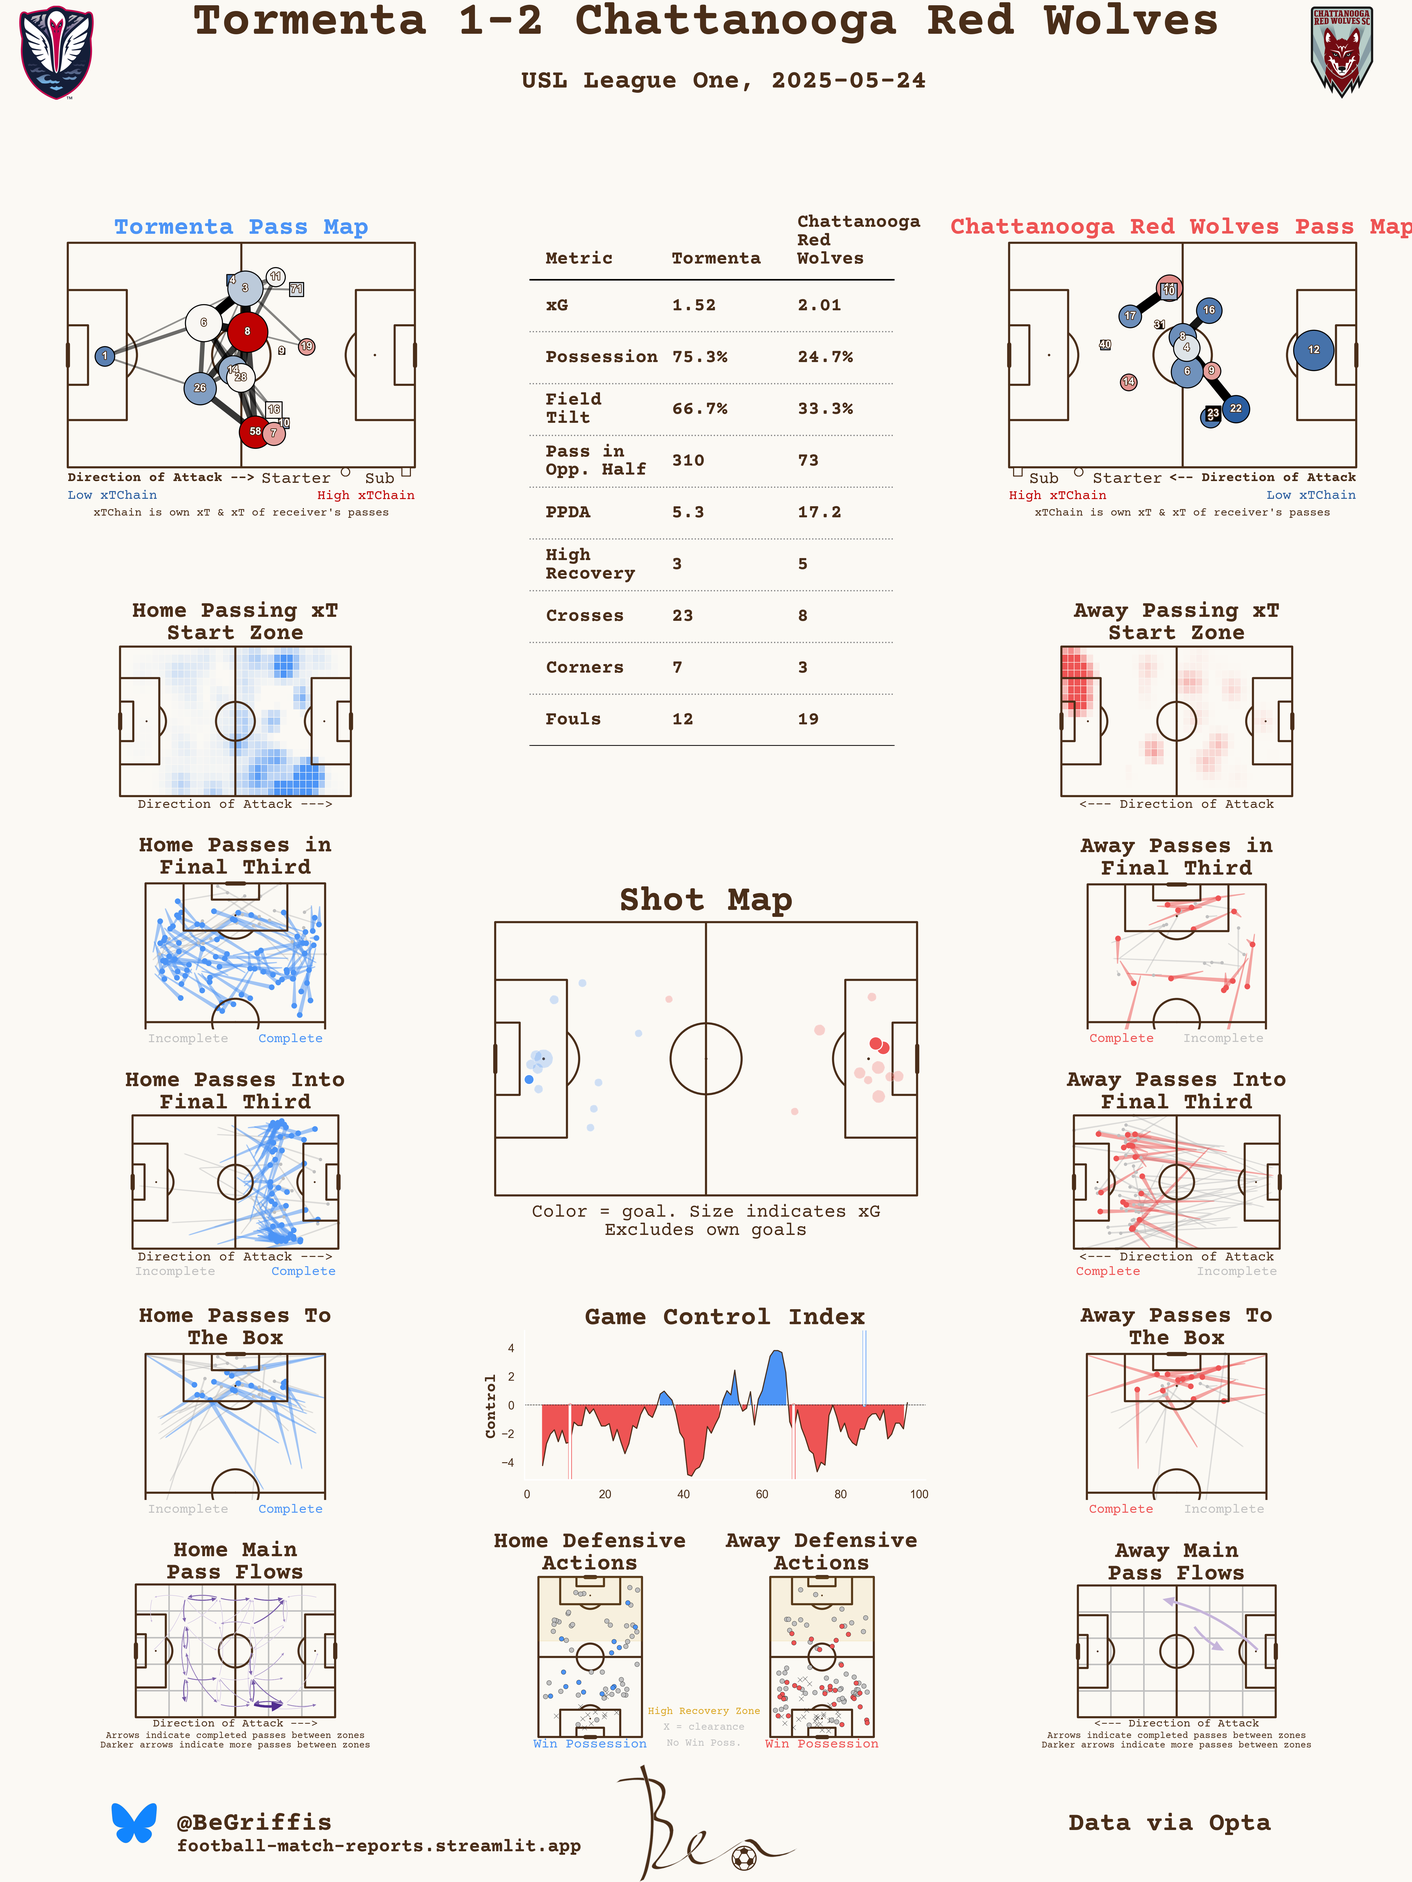 Tormenta 1-2 Chattanooga Red Wolves
USL League One, 2025-05-24
CHATTANOOGA
RED WOLVES SC
Tormenta Pass Map
1
6
26
4
3
8
14
28
11
71
9
19
16
10
58
7
Direction of Attack --> Starter Sub
Low xTChain High xTChain
xTChain is own xT & xT of receiver's passes
Metric Tormenta Chattanooga
Red
Wolves
xG 1.52 2.01
Possession 75.3% 24.7%
Field
Tilt 66.7% 33.3%
Pass in
Opp. Half 310 73
PPDA 5.3 17.2
High
Recovery 3 5
Crosses 23 8
Corners 7 3
Fouls 12 19
Chattanooga Red Wolves Pass Map
10
17
31
40
14
16
8
4
6
9
12
22
23
Sub Starter <-- Direction of Attack
High xTChain Low xTChain
xTChain is own xT & xT of receiver's passes
Home Passing xT
Start Zone
Direction of Attack --->
Away Passing xT
Start Zone
<--- Direction of Attack
Home Passes in
Final Third
Incomplete Complete
Away Passes in
Final Third
Complete Incomplete
Shot Map
Color = goal. Size indicates xG
Excludes own goals
Home Passes Into
Final Third
Direction of Attack --->
Incomplete Complete
Away Passes Into
Final Third
<--- Direction of Attack
Complete Incomplete
Home Passes To
The Box
Incomplete Complete
Game Control Index
Control
4
2
0
−2
−4
0 20 40 60 80 100
Away Passes To
The Box
Complete Incomplete
Home Main
Pass Flows
Direction of Attack --->
Arrows indicate completed passes between zones
Darker arrows indicate more passes between zones
Home Defensive
Actions
Win Possession
High Recovery Zone
X = clearance
No Win Poss.
Away Defensive
Actions
Win Possession
Away Main
Pass Flows
<--- Direction of Attack
Arrows indicate completed passes between zones
Darker arrows indicate more passes between zones
@BeGriffis
football-match-reports.streamlit.app
Ben
Data via Opta